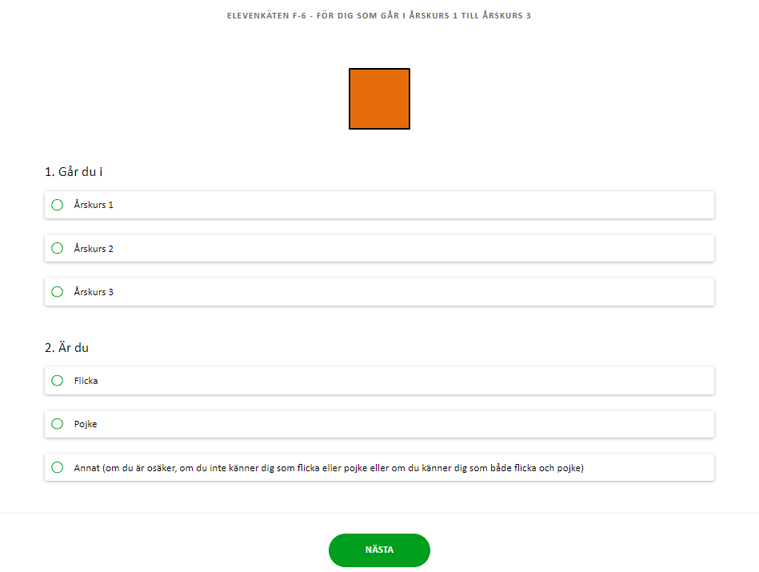 ELEVENKÄTEN F-6 - FÖR DIG SOM GÅR I ÅRSKURS 1 TILL ÅRSKURS 3
1. Går du i
Årskurs 1
Årskurs 2
Årskurs 3
2. Är du
Flicka
Pojke
Annat (om du är osäker, om du inte känner dig som flicka eller pojke eller om du känner dig som både flicka och pojke)
NÄSTA